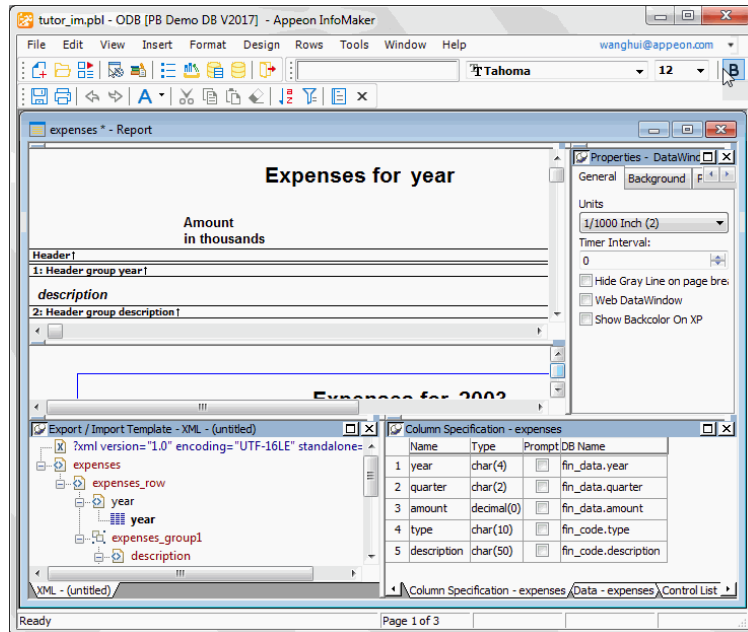 tutor_im.pbl - ODB [PB Demo DB V2017] - Appeon InfoMaker
File Edit View Insert Format Design Rows Tools Window Help wanghui@appeon.com
Tahoma 12 B
A
expenses * - Report
Expenses for year
Amount
in thousands
Header↑
1: Header group year↑
description
2: Header group description↑
Properties - DataWind
General Background
Units
1/1000 Inch (2)
Timer Interval:
0
Hide Gray Line on page brea
Web DataWindow
Show Backcolor On XP
Expenses for 2003
Export / Import Template - XML - (untitled)
?xml version="1.0" encoding="UTF-16LE" standalone=
expenses
expenses_row
year
year
expenses_group1
description
XML - (untitled)
Column Specification - expenses
Name Type Prompt DB Name
1 year char(4) fin_data.year
2 quarter char(2) fin_data.quarter
3 amount decimal(0) fin_data.amount
4 type char(10) fin_code.type
5 description char(50) fin_code.description
Column Specification - expenses Data - expenses Control List
Ready Page 1 of 3